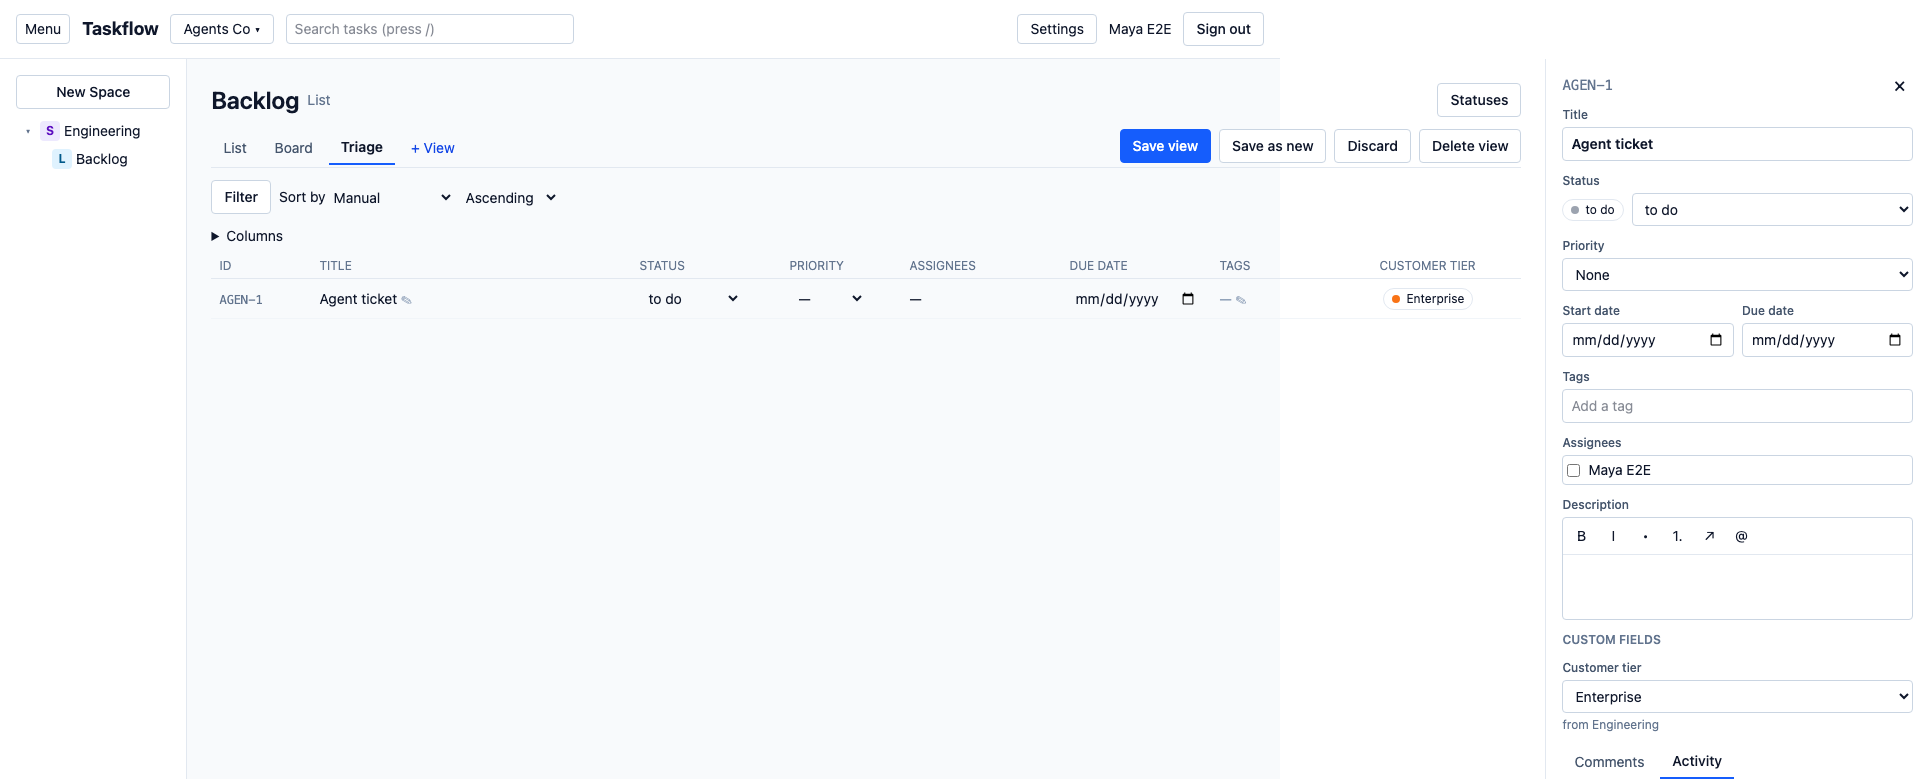 Menu Taskflow Agents Co ▾ Search tasks (press /) Settings Maya E2E Sign out
New Space
▾ S Engineering
L Backlog
Backlog List Statuses
List Board Triage + View Save view Save as new Discard Delete view
Filter Sort by Manual Ascending
▶ Columns
ID TITLE STATUS PRIORITY ASSIGNEES DUE DATE TAGS CUSTOMER TIER
AGEN-1 Agent ticket ✎ to do — — mm/dd/yyyy — ✎ Enterprise
AGEN-1 ×
Title
Agent ticket
Status
to do to do
Priority
None
Start date Due date
mm/dd/yyyy mm/dd/yyyy
Tags
Add a tag
Assignees
Maya E2E
Description
B I • 1. ↗ @
CUSTOM FIELDS
Customer tier
Enterprise
from Engineering
Comments Activity